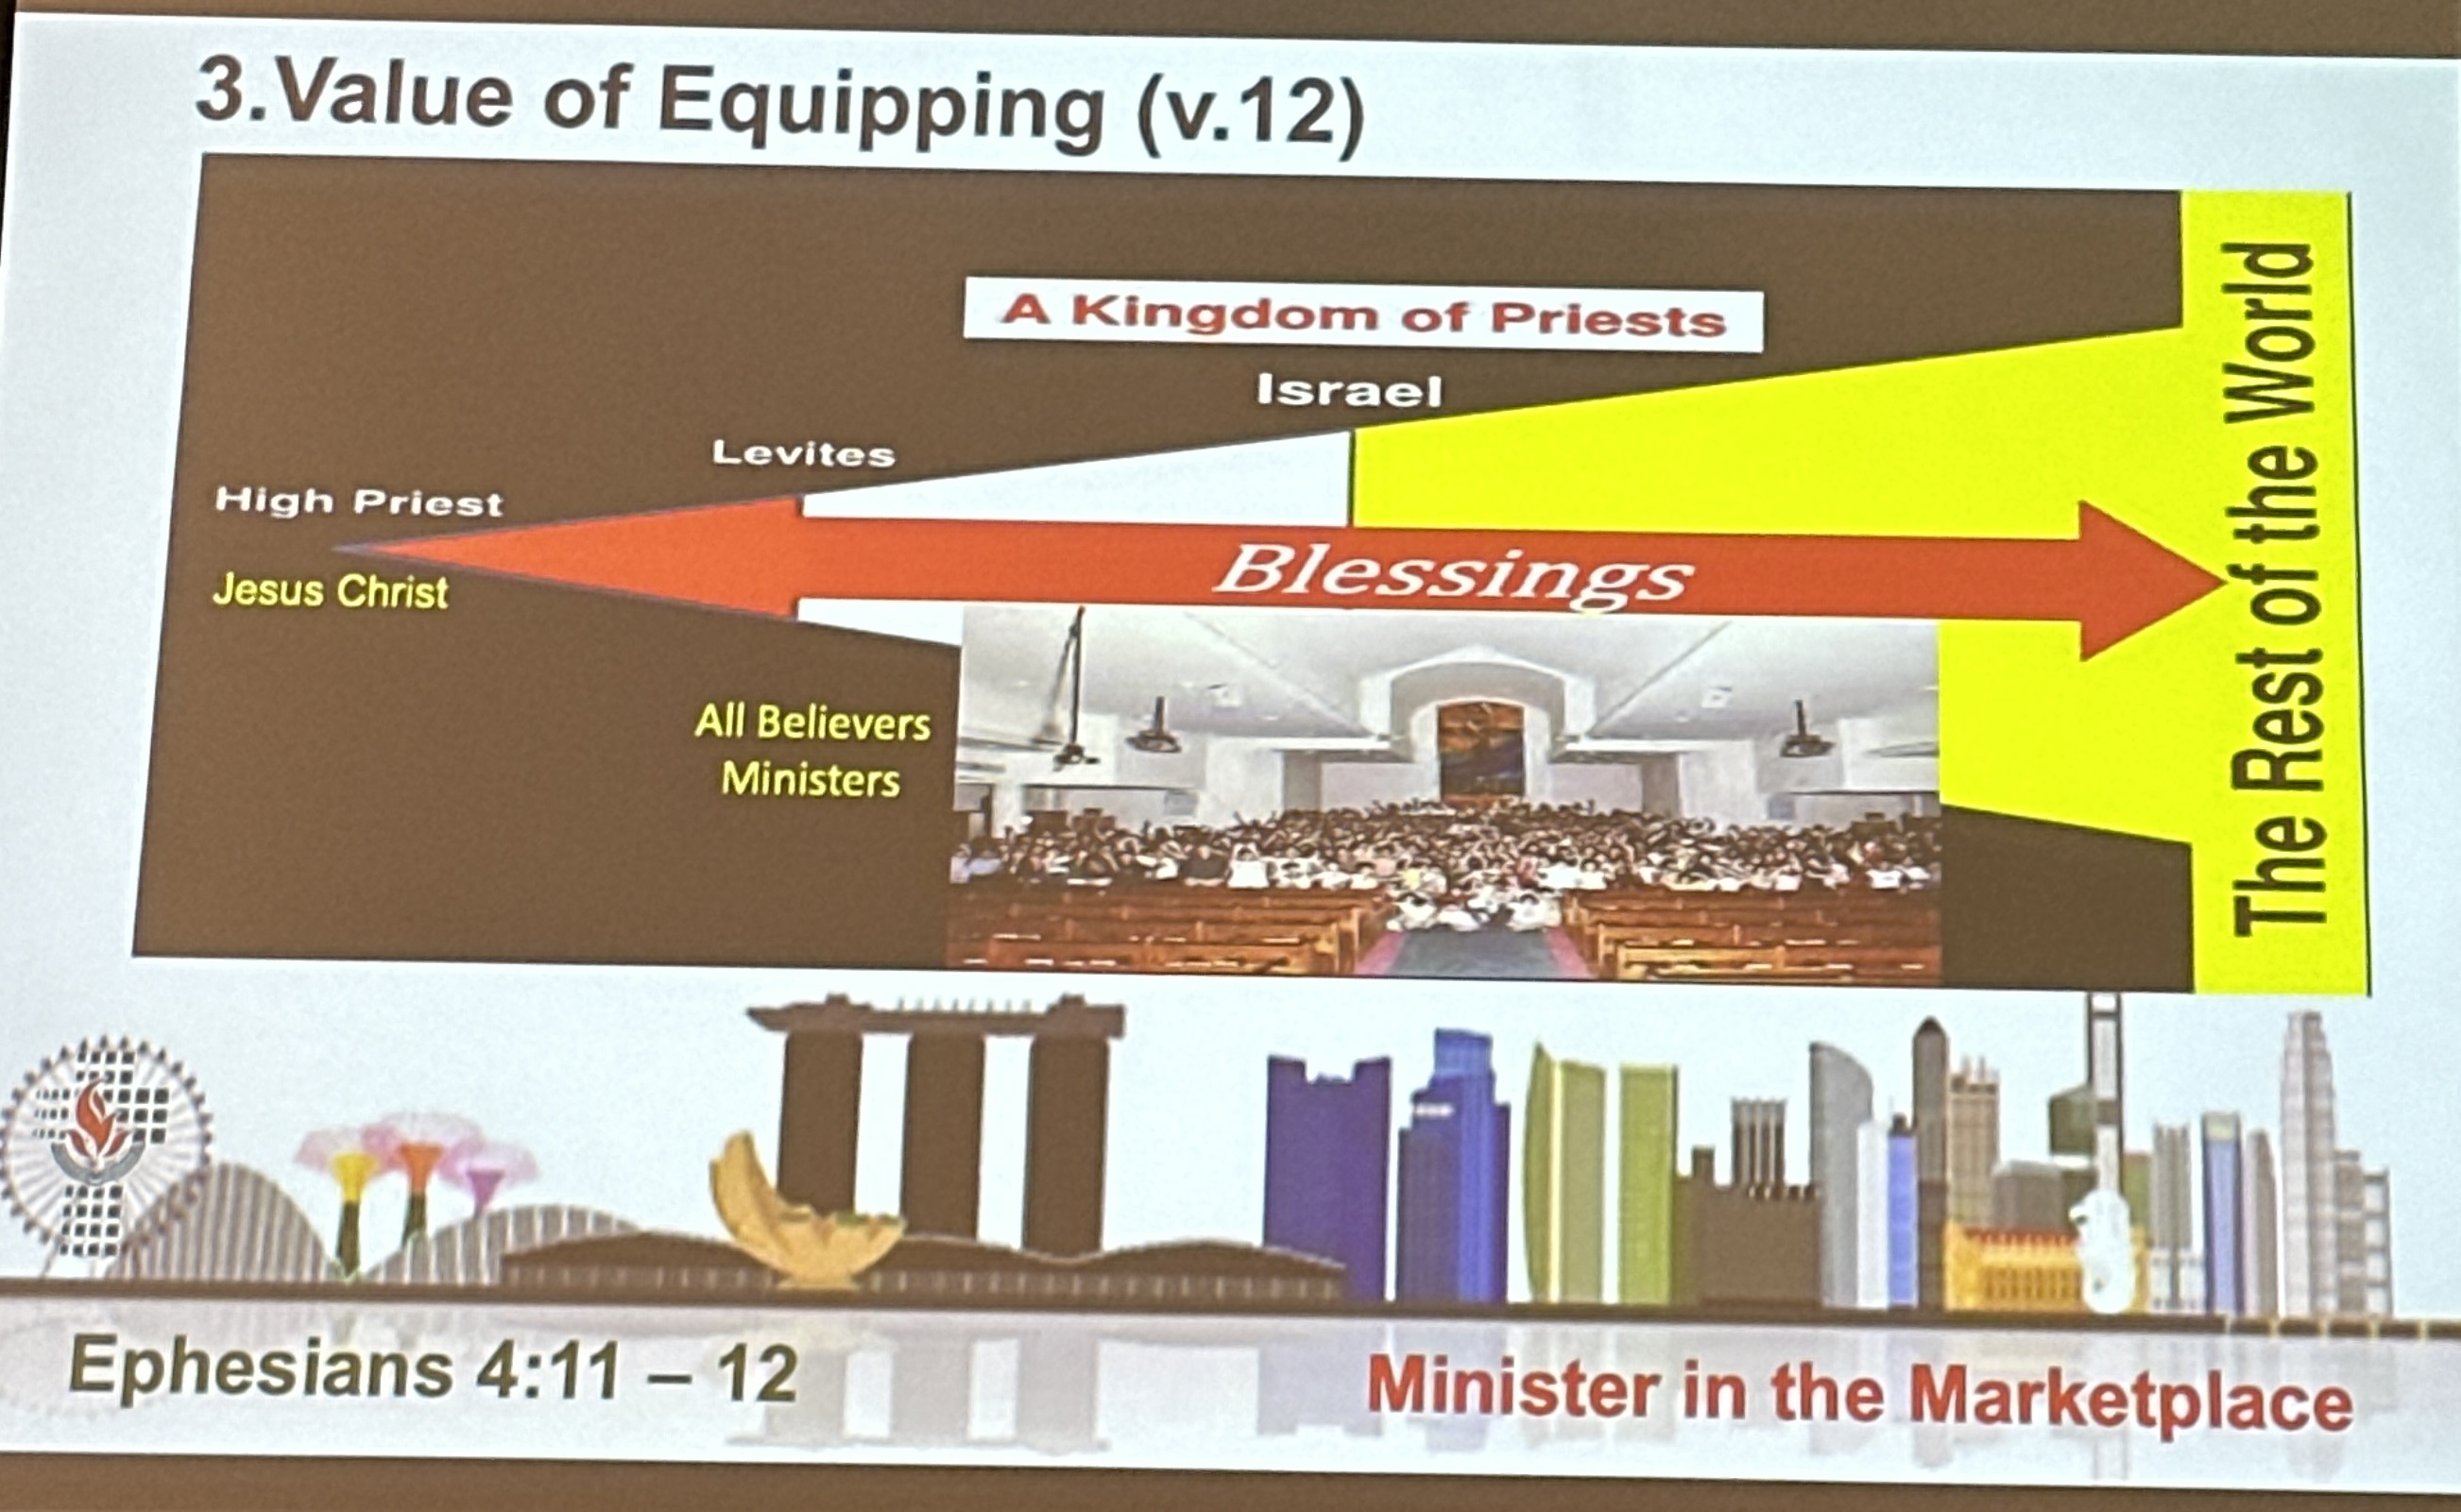 3.Value of Equipping (v.12)
A Kingdom of Priests
Israel
Levites
High Priest
Jesus Christ
Blessings
All Believers
Ministers
The Rest of the World
Ephesians 4:11 – 12
Minister in the Marketplace